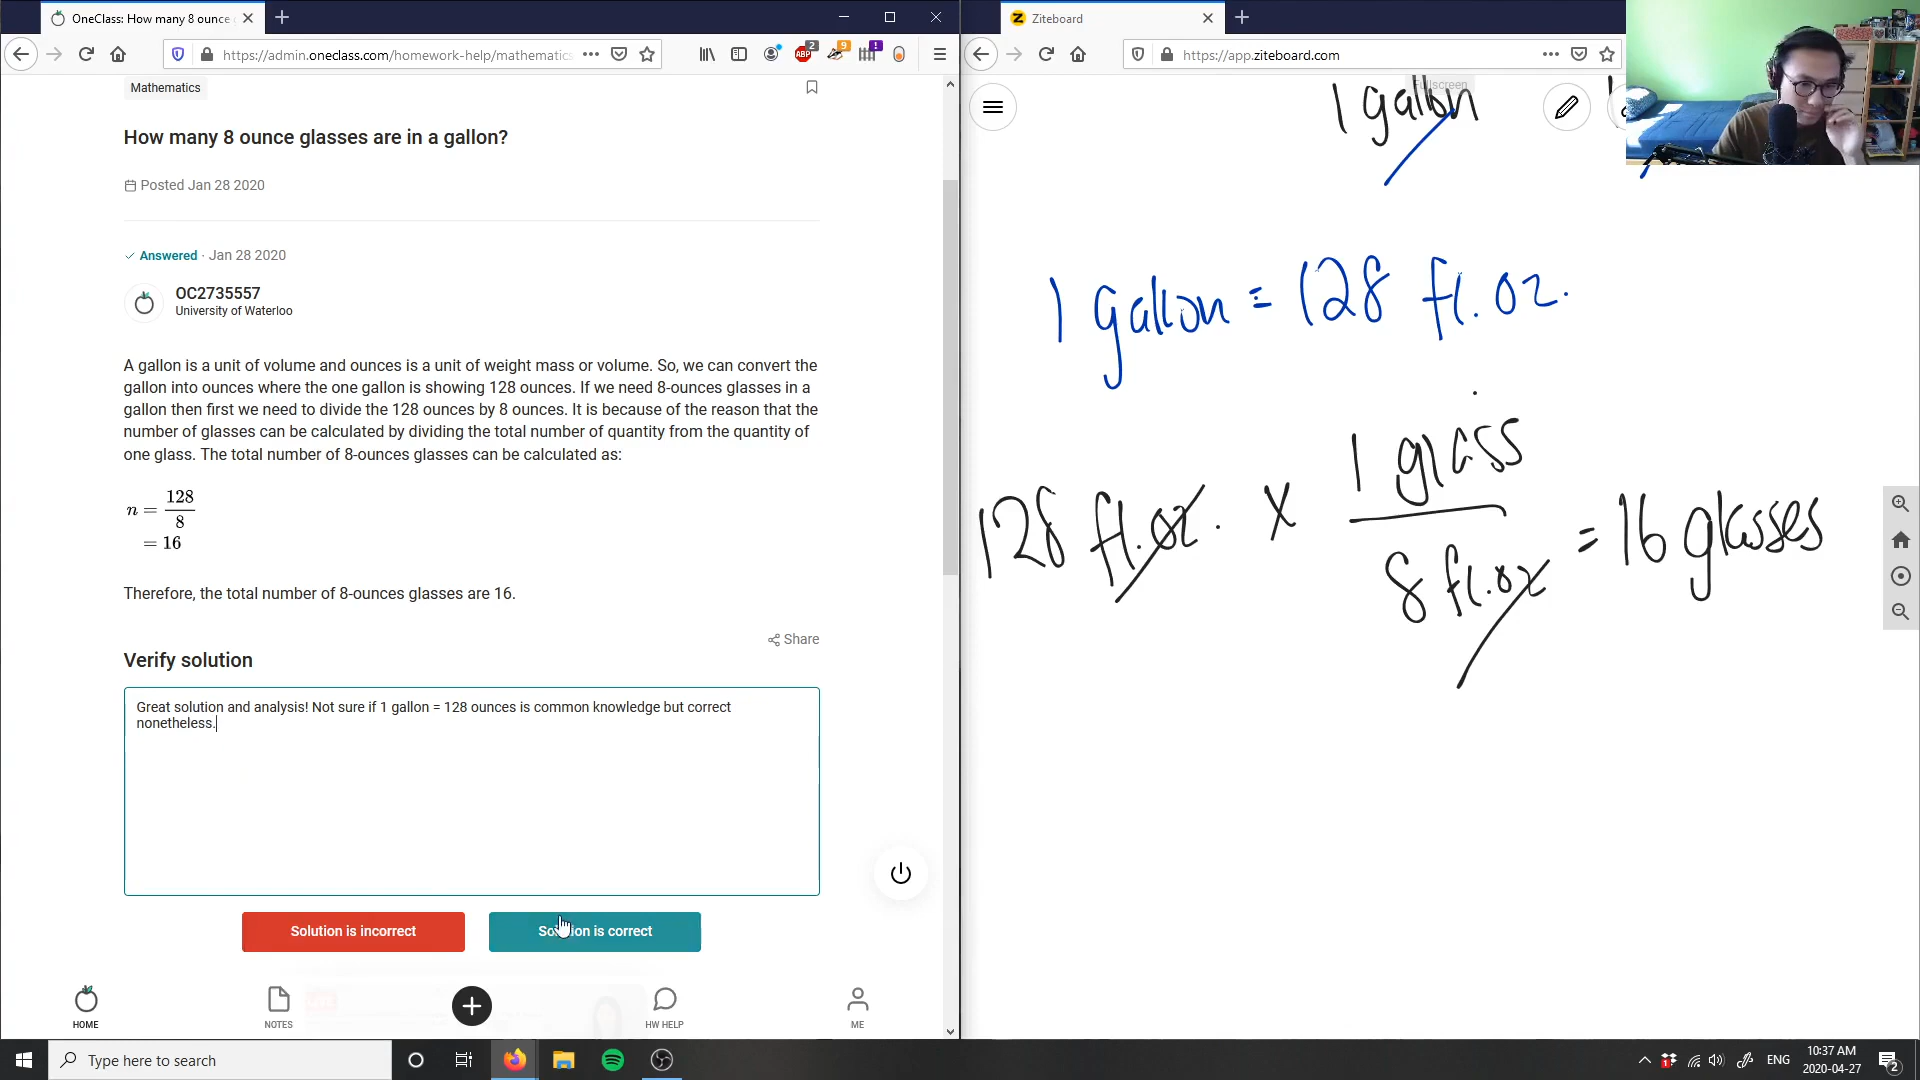 OneClass: How many 8 ounce
Ziteboard
https://admin.oneclass.com/homework-help/mathematics
2
9
!
https://app.ziteboard.com
Mathematics
How many 8 ounce glasses are in a gallon?
Posted Jan 28 2020
Answered · Jan 28 2020
OC2735557
University of Waterloo
A gallon is a unit of volume and ounces is a unit of weight mass or volume. So, we can convert the
gallon into ounces where the one gallon is showing 128 ounces. If we need 8-ounces glasses in a
gallon then first we need to divide the 128 ounces by 8 ounces. It is because of the reason that the
number of glasses can be calculated by dividing the total number of quantity from the quantity of
one glass. The total number of 8-ounces glasses can be calculated as:
n = 128
8
= 16
Therefore, the total number of 8-ounces glasses are 16.
Share
Verify solution
Great solution and analysis! Not sure if 1 gallon = 128 ounces is common knowledge but correct
nonetheless.
Solution is incorrect
Solution is correct
HOME
NOTES
HW HELP
ME
Fullscreen
1 gallon
1 gallon = 128 fl.oz.
1 glass
128 fl.oz. x = 16 glasses
8 fl.oz
Type here to search
ENG
10:37 AM
2020-04-27
2